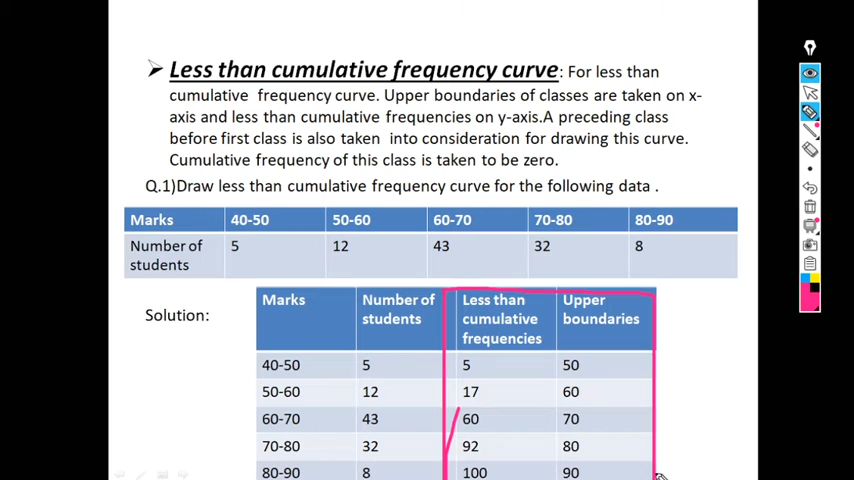 Less than cumulative frequency curve: For less than
cumulative frequency curve. Upper boundaries of classes are taken on x-
axis and less than cumulative frequencies on y-axis.A preceding class
before first class is also taken into consideration for drawing this curve.
Cumulative frequency of this class is taken to be zero.
Q.1)Draw less than cumulative frequency curve for the following data .
Marks 40-50 50-60 60-70 70-80 80-90
Number of students 5 12 43 32 8
Solution:
Marks Number of students Less than cumulative frequencies Upper boundaries
40-50 5 5 50
50-60 12 17 60
60-70 43 60 70
70-80 32 92 80
80-90 8 100 90